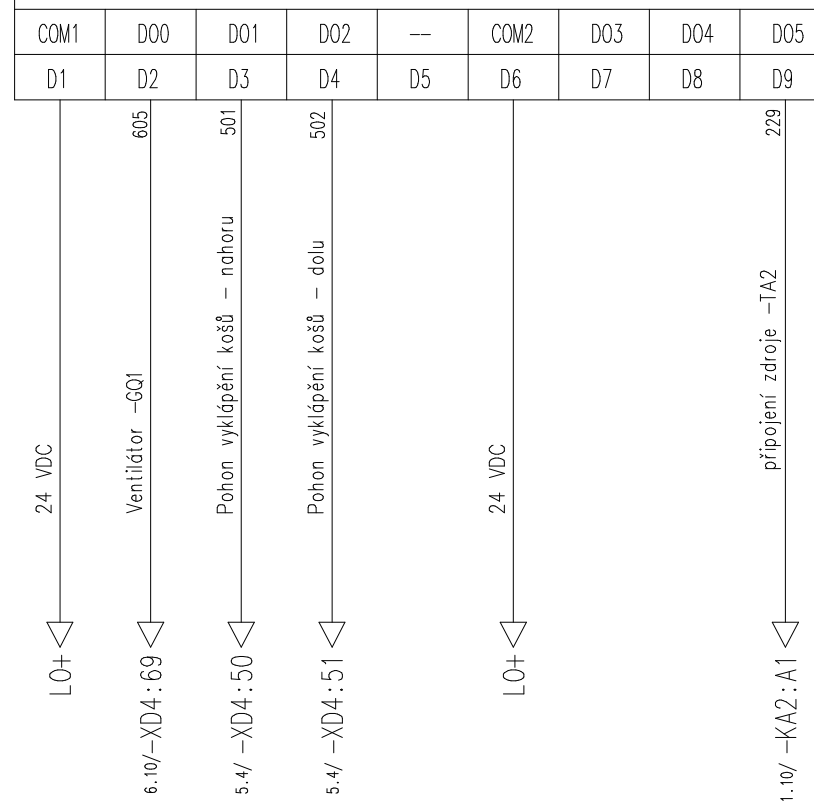 COM1 DO0 DO1 DO2 -- COM2 DO3 DO4 DO5
D1 D2 D3 D4 D5 D6 D7 D8 D9
24 VDC
LO+
605
Ventilátor -GQ1
6.10/-XD4:69
501
Pohon vyklápění košů - nahoru
5.4/ -XD4:50
502
Pohon vyklápění košů - dolu
5.4/ -XD4:51
24 VDC
LO+
229
připojení zdroje -TA2
1.10/ -KA2:A1